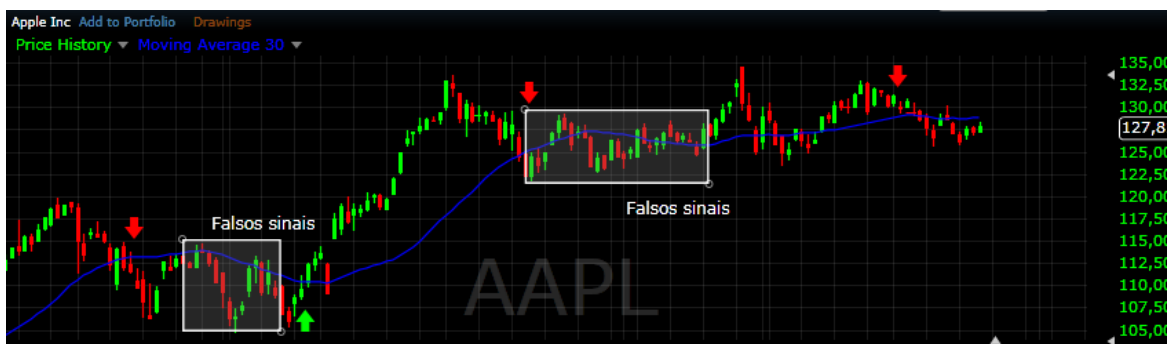 Apple Inc Add to Portfolio Drawings
Price History Moving Average 30
135,00
132,50
130,00
127,8
125,00
122,50
120,00
117,50
115,00
112,50
110,00
107,50
105,00
Falsos sinais
Falsos sinais
AAPL